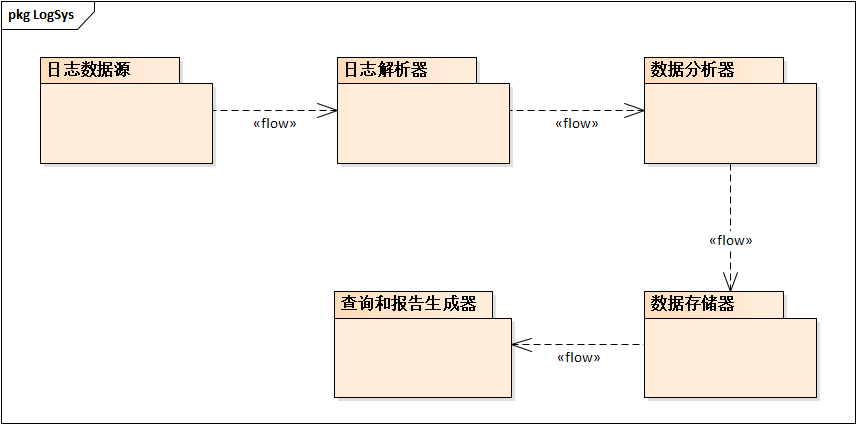 pkg LogSys
日志数据源
日志解析器
数据分析器
«flow»
«flow»
«flow»
查询和报告生成器
数据存储器
«flow»